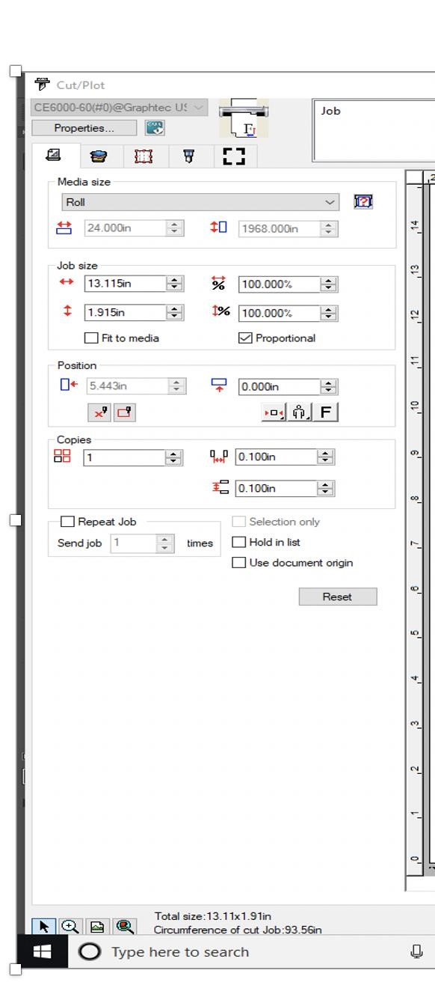 Cut/Plot
CE6000-60(#0)@Graphtec US
Job
Properties...
Media size
Roll
24.000in 1968.000in
Job size
13.115in % 100.000%
1.915in % 100.000%
Fit to media Proportional
Position
5.443in 0.000in
F
Copies
1 0.100in
0.100in
Repeat Job Selection only
Send job 1 times Hold in list
Use document origin
Reset
14
13
12
11
10
9
8
7
6
5
4
3
2
1
0
Total size:13.11x1.91in
Circumference of cut Job:93.56in
Type here to search